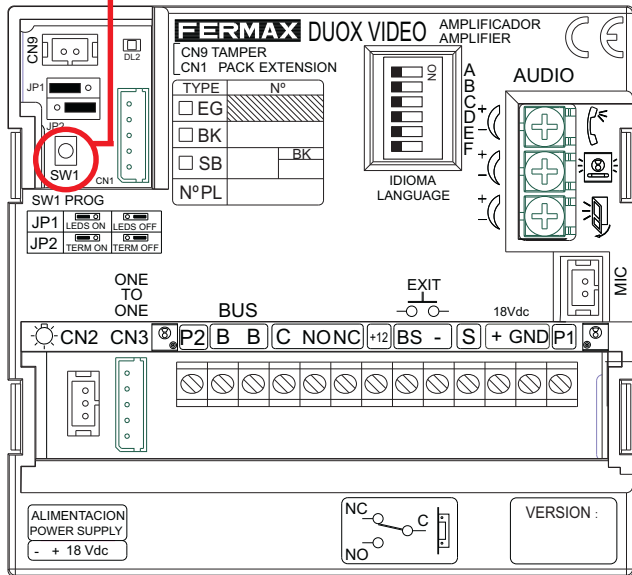 FERMAX DUOX VIDEO AMPLIFICADOR
AMPLIFIER
CN9
DL2
CN9 TAMPER
CN1 PACK EXTENSION
JP1
JP2
SW1
CN1
TYPE Nº
EG
BK
SB BK
Nº PL
NO
A
B
C
D
E
F
IDIOMA
LANGUAGE
AUDIO
+
-
+
-
+
-
MIC
SW1 PROG
JP1 LEDS ON LEDS OFF
JP2 TERM ON TERM OFF
ONE
TO
ONE
BUS
EXIT
18Vdc
CN2 CN3 P2 B B C NO NC +12 BS - S + GND P1
ALIMENTACION
POWER SUPPLY
- + 18 Vdc
NC
C
NO
VERSION :